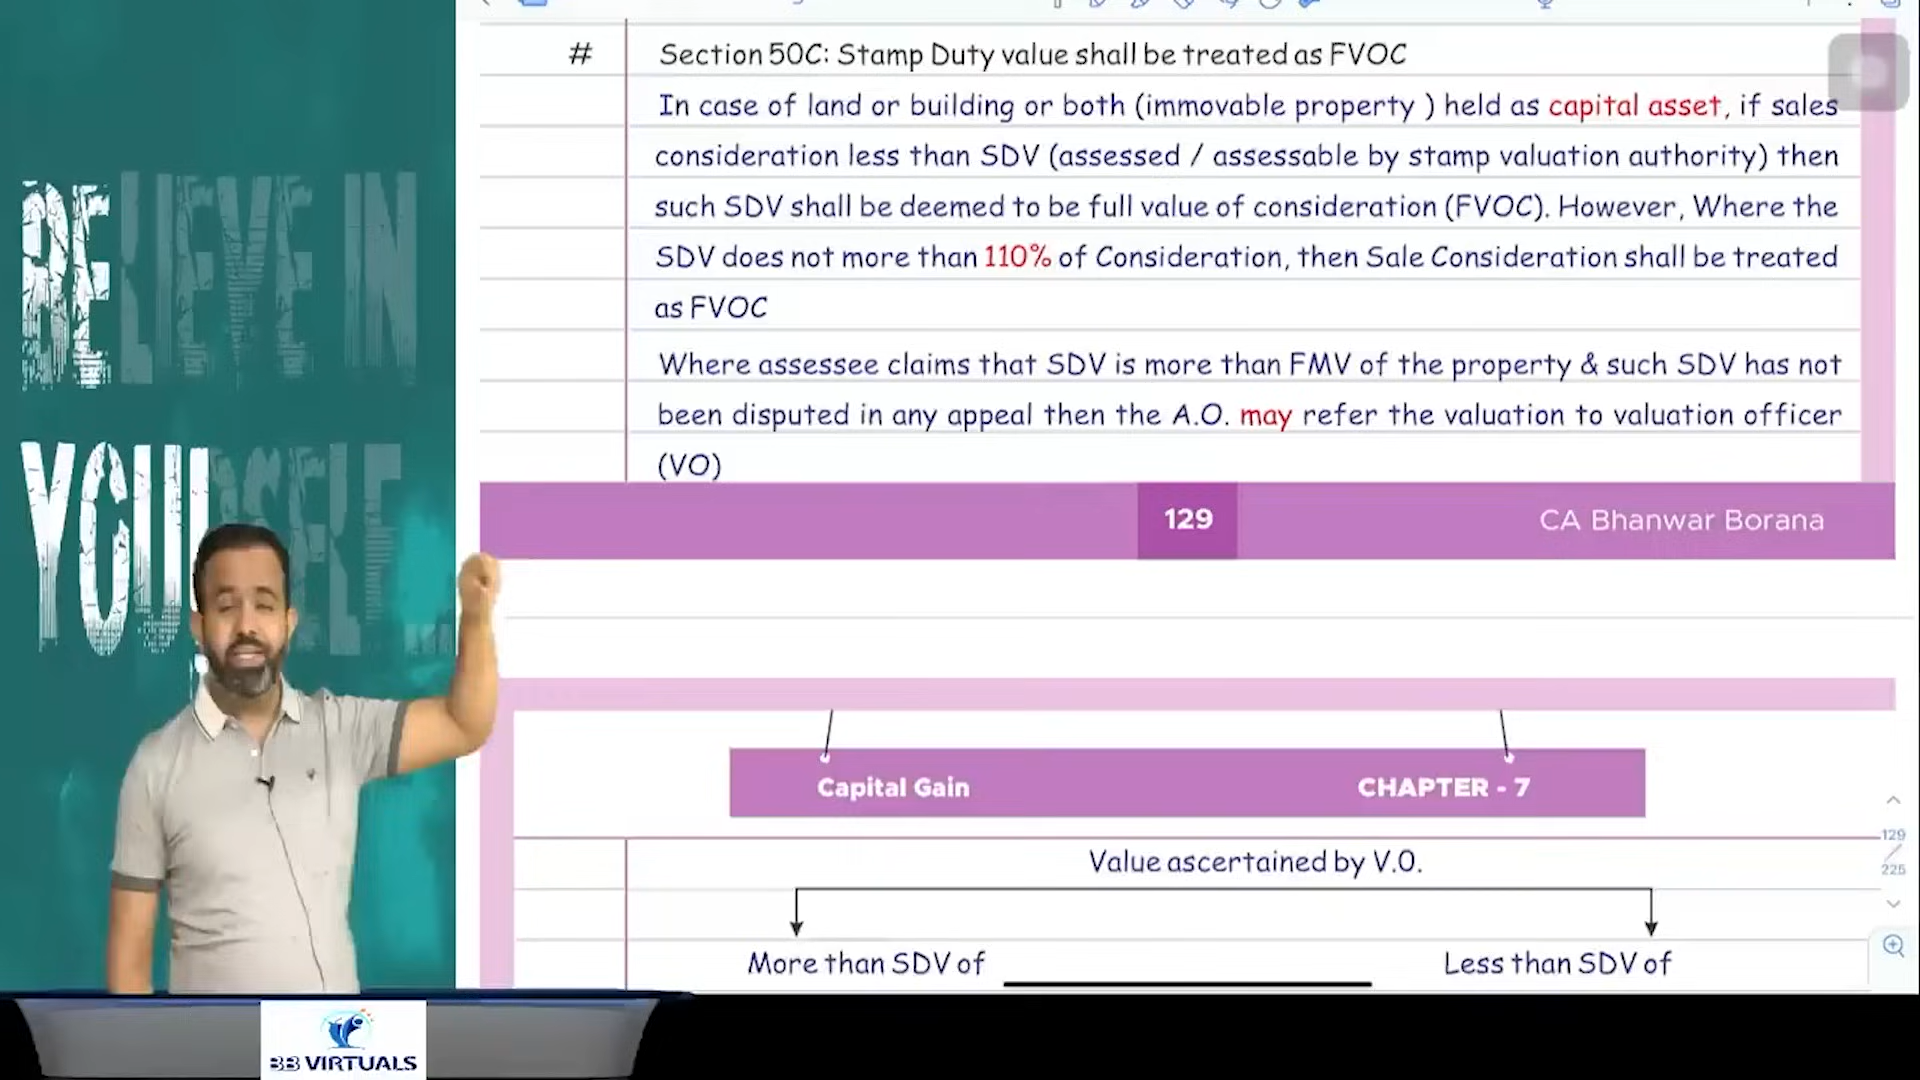 BELIEVE IN
# Section 50C: Stamp Duty value shall be treated as FVOC
In case of land or building or both (immovable property ) held as capital asset, if sales
consideration less than SDV (assessed / assessable by stamp valuation authority) then
such SDV shall be deemed to be full value of consideration (FVOC). However, Where the
SDV does not more than 110% of Consideration, then Sale Consideration shall be treated
as FVOC
Where assessee claims that SDV is more than FMV of the property & such SDV has not
been disputed in any appeal then the A.O. may refer the valuation to valuation officer
(VO)
129
CA Bhanwar Borana
Capital Gain
CHAPTER - 7
129
225
Value ascertained by V.O.
More than SDV of
Less than SDV of
BB VIRTUALS